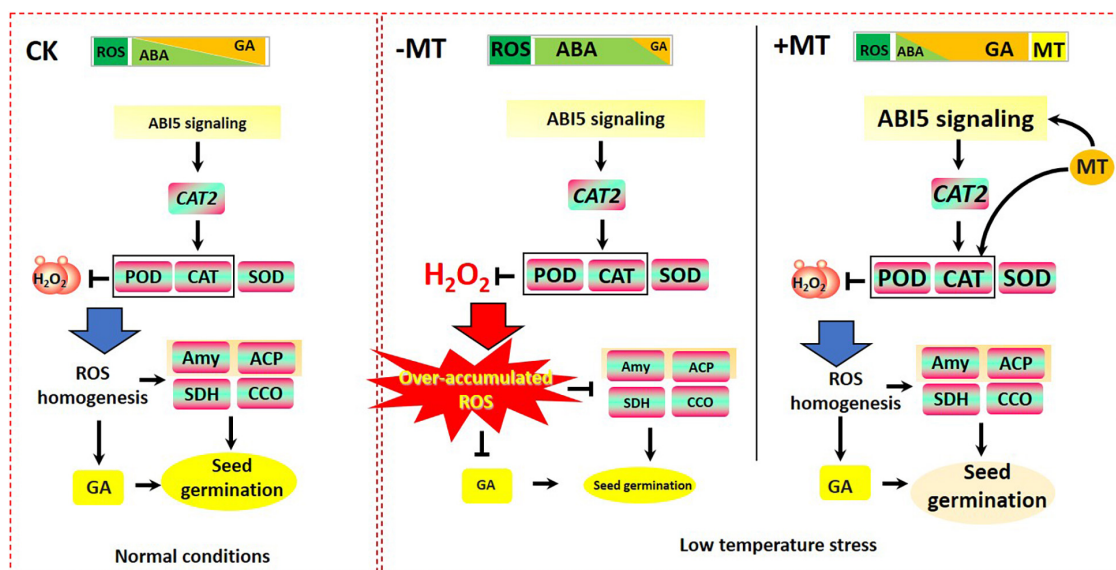 CK
ROS
ABA
GA
ABI5 signaling
CAT2
H₂O₂
POD
CAT
SOD
ROS
homogenesis
Amy
ACP
SDH
CCO
GA
Seed
germination
Normal conditions
-MT
ROS
ABA
GA
ABI5 signaling
CAT2
H₂O₂
POD
CAT
SOD
Over-accumulated
ROS
Amy
ACP
SDH
CCO
GA
Seed germination
+MT
ROS
ABA
GA
MT
ABI5 signaling
MT
CAT2
H₂O₂
POD
CAT
SOD
ROS
homogenesis
Amy
ACP
SDH
CCO
GA
Seed
germination
Low temperature stress